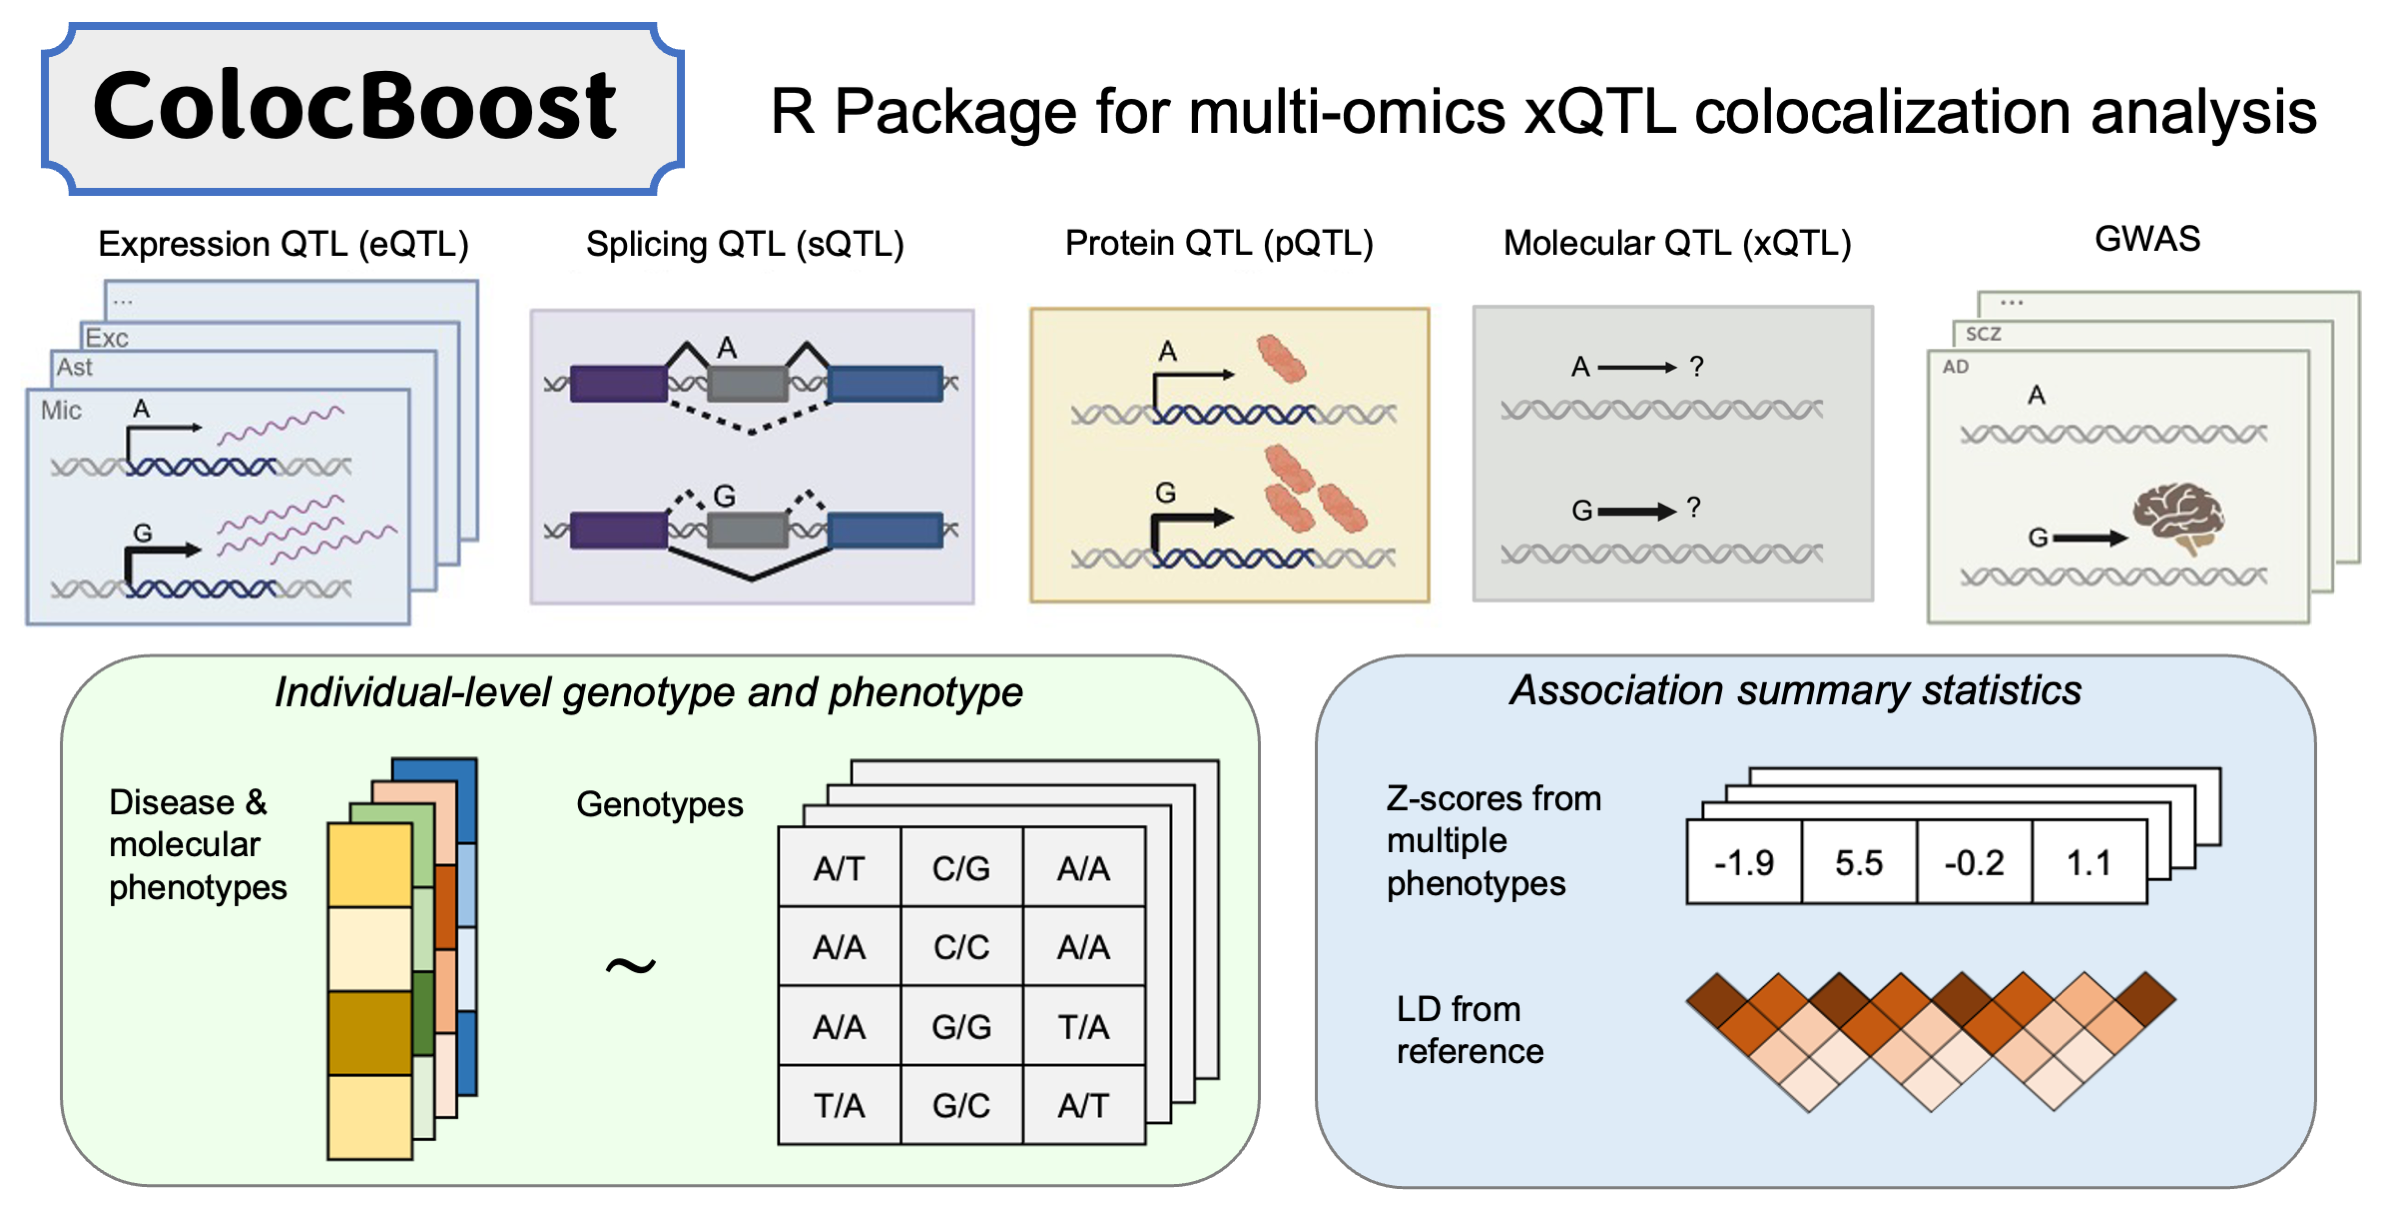 ColocBoost
R Package for multi-omics xQTL colocalization analysis
Expression QTL (eQTL)
...
Exc
Ast
Mic
A
G
Splicing QTL (sQTL)
A
G
Protein QTL (pQTL)
A
G
Molecular QTL (xQTL)
A ?
G ?
GWAS
...
SCZ
AD
A
G
Individual-level genotype and phenotype
Disease &
molecular
phenotypes
~
Genotypes
A/T C/G A/A
A/A C/C A/A
A/A G/G T/A
T/A G/C A/T
Association summary statistics
Z-scores from
multiple
phenotypes
-1.9 5.5 -0.2 1.1
LD from
reference